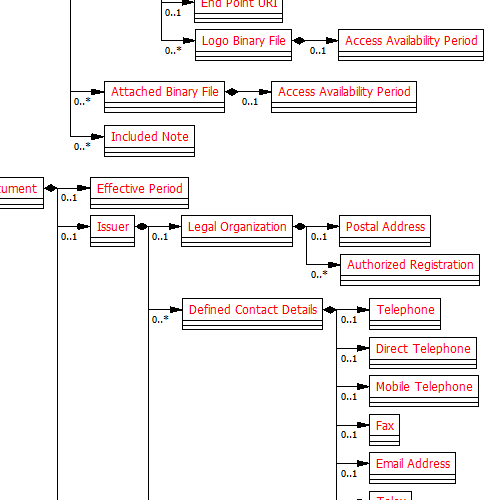 End Point URI
0..1
Logo Binary File
Access Availability Period
0..*
0..1
Attached Binary File
Access Availability Period
0..*
0..1
Included Note
0..*
cument
Effective Period
0..1
Issuer
Legal Organization
Postal Address
0..1
0..1
0..1
Authorized Registration
0..*
Defined Contact Details
Telephone
0..*
0..1
Direct Telephone
0..1
Mobile Telephone
0..1
Fax
0..1
Email Address
0..1
Telex